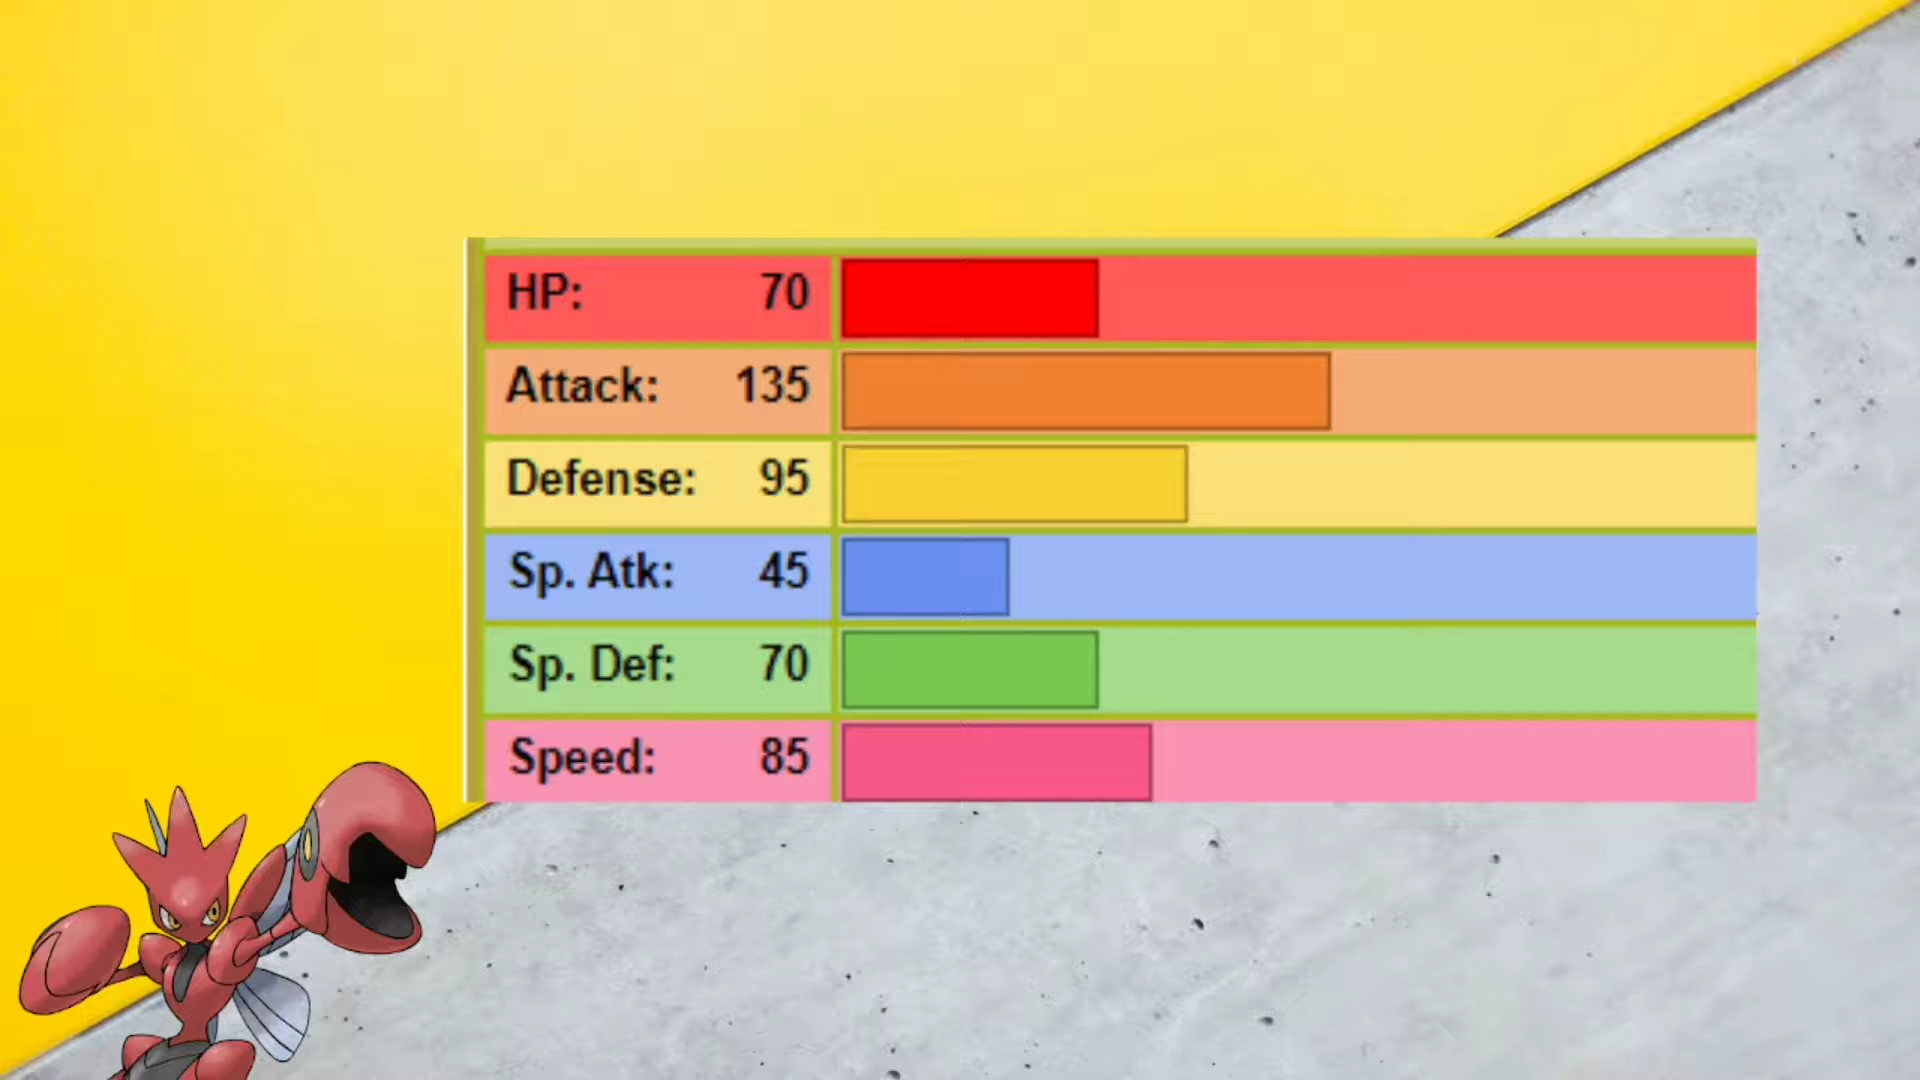 HP: 70
Attack: 135
Defense: 95
Sp. Atk: 45
Sp. Def: 70
Speed: 85